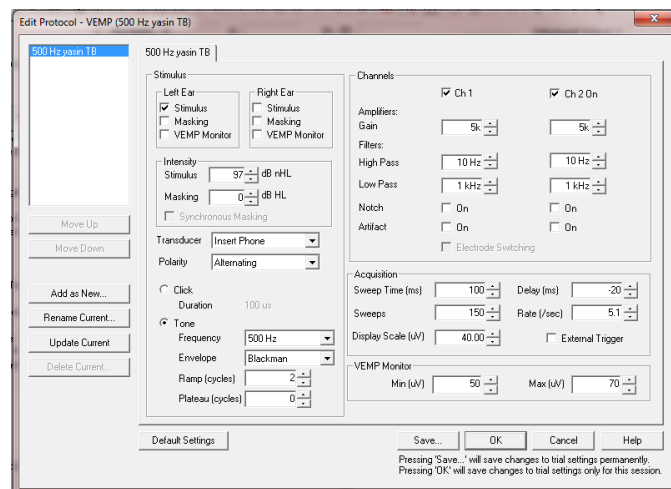 Edit Protocol - VEMP (500 Hz yasin TB)
500 Hz yasin TB
Move Up
Move Down
Add as New...
Rename Current...
Update Current
Delete Current...
500 Hz yasin TB
Stimulus
Left Ear
Stimulus
Masking
VEMP Monitor
Right Ear
Stimulus
Masking
VEMP Monitor
Intensity
Stimulus 97 dB nHL
Masking 0 dB HL
Synchronous Masking
Transducer Insert Phone
Polarity Alternating
Click
Duration 100 us
Tone
Frequency 500 Hz
Envelope Blackman
Ramp (cycles) 2
Plateau (cycles) 0
Channels
Ch 1 Ch 2 On
Amplifiers:
Gain 5k 5k
Filters:
High Pass 10 Hz 10 Hz
Low Pass 1 kHz 1 kHz
Notch On On
Artifact On On
Electrode Switching
Acquisition
Sweep Time (ms) 100 Delay (ms) -20
Sweeps 150 Rate (/sec) 5.1
Display Scale (uV) 40.00 External Trigger
VEMP Monitor
Min (uV) 50 Max (uV) 70
Default Settings Save... OK Cancel Help
Pressing 'Save...' will save changes to trial settings permanently.
Pressing 'OK' will save changes to trial settings only for this session.